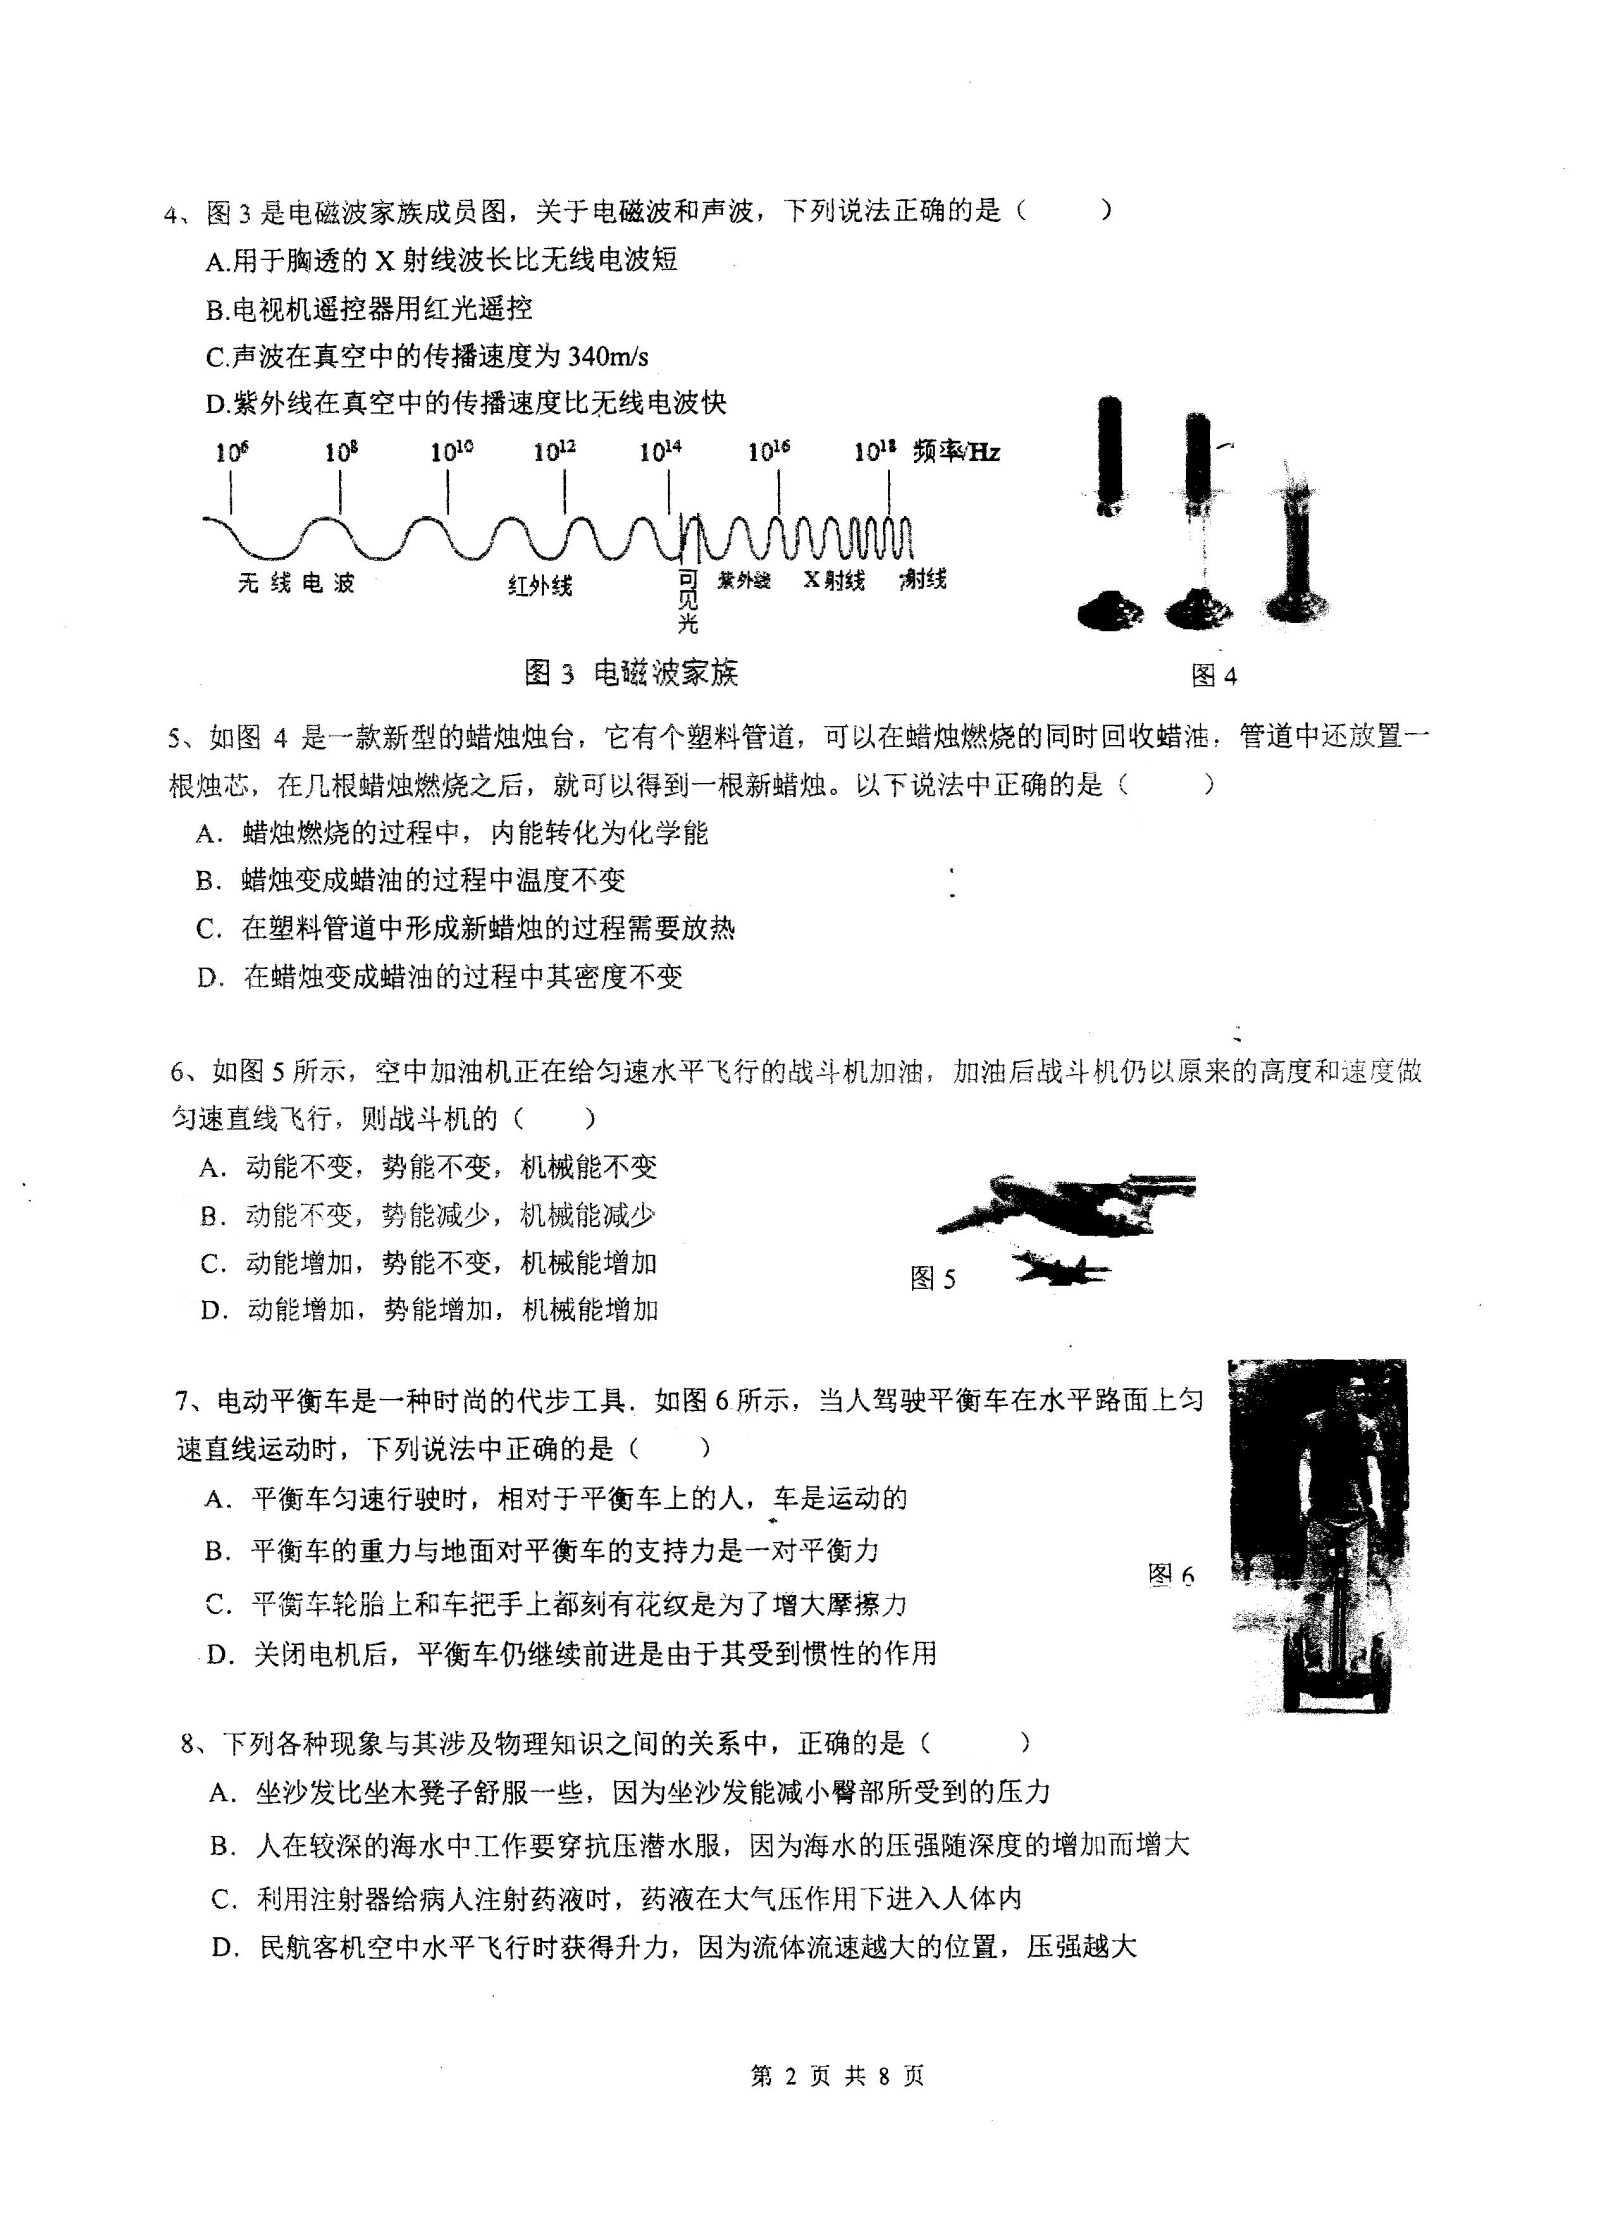 4、图 3 是电磁波家族成员图，关于电磁波和声波，下列说法正确的是（　　）
A.用于胸透的 X 射线波长比无线电波短
B.电视机遥控器用红光遥控
C.声波在真空中的传播速度为 340m/s
D.紫外线在真空中的传播速度比无线电波快
10⁶ 10⁸ 10¹⁰ 10¹² 10¹⁴ 10¹⁶ 10¹⁸ 频率/Hz
无线电波 红外线 可见光 紫外线 X射线 射线
图 3 电磁波家族
图 4
5、如图 4 是一款新型的蜡烛烛台，它有个塑料管道，可以在蜡烛燃烧的同时回收蜡油，管道中还放置一
根烛芯，在几根蜡烛燃烧之后，就可以得到一根新蜡烛。以下说法中正确的是（　　）
A．蜡烛燃烧的过程中，内能转化为化学能
B．蜡烛变成蜡油的过程中温度不变
C．在塑料管道中形成新蜡烛的过程需要放热
D．在蜡烛变成蜡油的过程中其密度不变
6、如图 5 所示，空中加油机正在给匀速水平飞行的战斗机加油，加油后战斗机仍以原来的高度和速度做
匀速直线飞行，则战斗机的（　　）
A．动能不变，势能不变，机械能不变
B．动能不变，势能减少，机械能减少
C．动能增加，势能不变，机械能增加
D．动能增加，势能增加，机械能增加
图 5
7、电动平衡车是一种时尚的代步工具．如图 6 所示，当人驾驶平衡车在水平路面上匀
速直线运动时，下列说法中正确的是（　　）
A．平衡车匀速行驶时，相对于平衡车上的人，车是运动的
B．平衡车的重力与地面对平衡车的支持力是一对平衡力
C．平衡车轮胎上和车把手上都刻有花纹是为了增大摩擦力
D．关闭电机后，平衡车仍继续前进是由于其受到惯性的作用
图 6
8、下列各种现象与其涉及物理知识之间的关系中，正确的是（　　）
A．坐沙发比坐木凳子舒服一些，因为坐沙发能减小臀部所受到的压力
B．人在较深的海水中工作要穿抗压潜水服，因为海水的压强随深度的增加而增大
C．利用注射器给病人注射药液时，药液在大气压作用下进入人体内
D．民航客机空中水平飞行时获得升力，因为流体流速越大的位置，压强越大
第 2 页 共 8 页